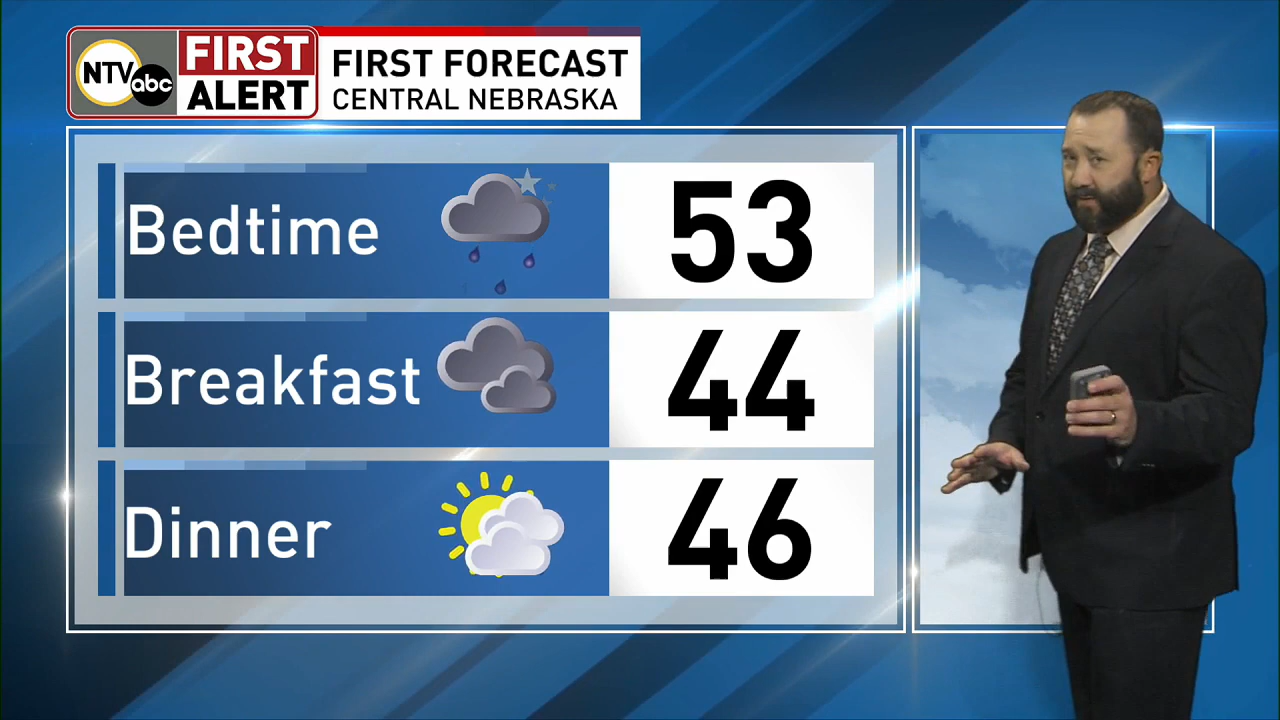 NTV
abc
FIRST
ALERT
FIRST FORECAST
CENTRAL NEBRASKA
Bedtime
53
Breakfast
44
Dinner
46